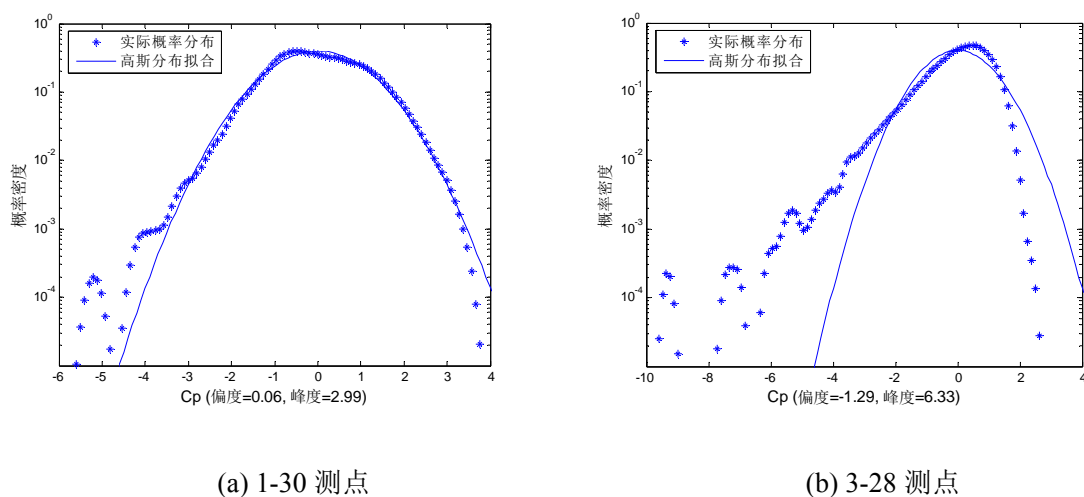 实际概率分布
高斯分布拟合
概率密度
10^0
10^-1
10^-2
10^-3
10^-4
-6 -5 -4 -3 -2 -1 0 1 2 3 4
Cp (偏度=0.06, 峰度=2.99)
(a) 1-30 测点
实际概率分布
高斯分布拟合
概率密度
10^0
10^-1
10^-2
10^-3
10^-4
-10 -8 -6 -4 -2 0 2 4
Cp (偏度=-1.29, 峰度=6.33)
(b) 3-28 测点